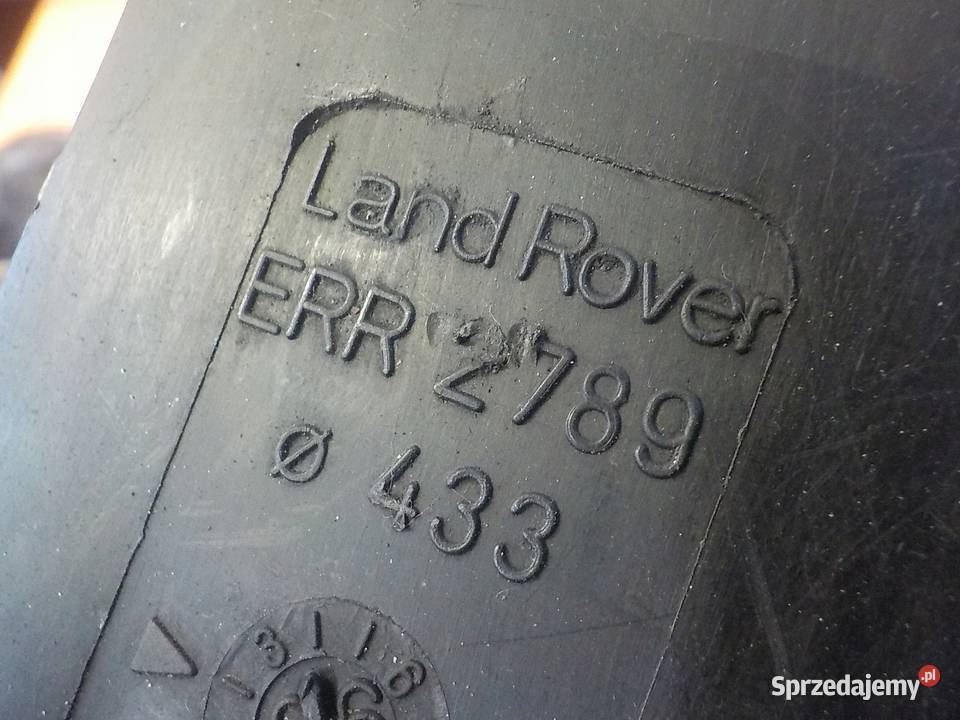 Land Rover
ERR 2789
ø 433
Sprzedajemy.pl